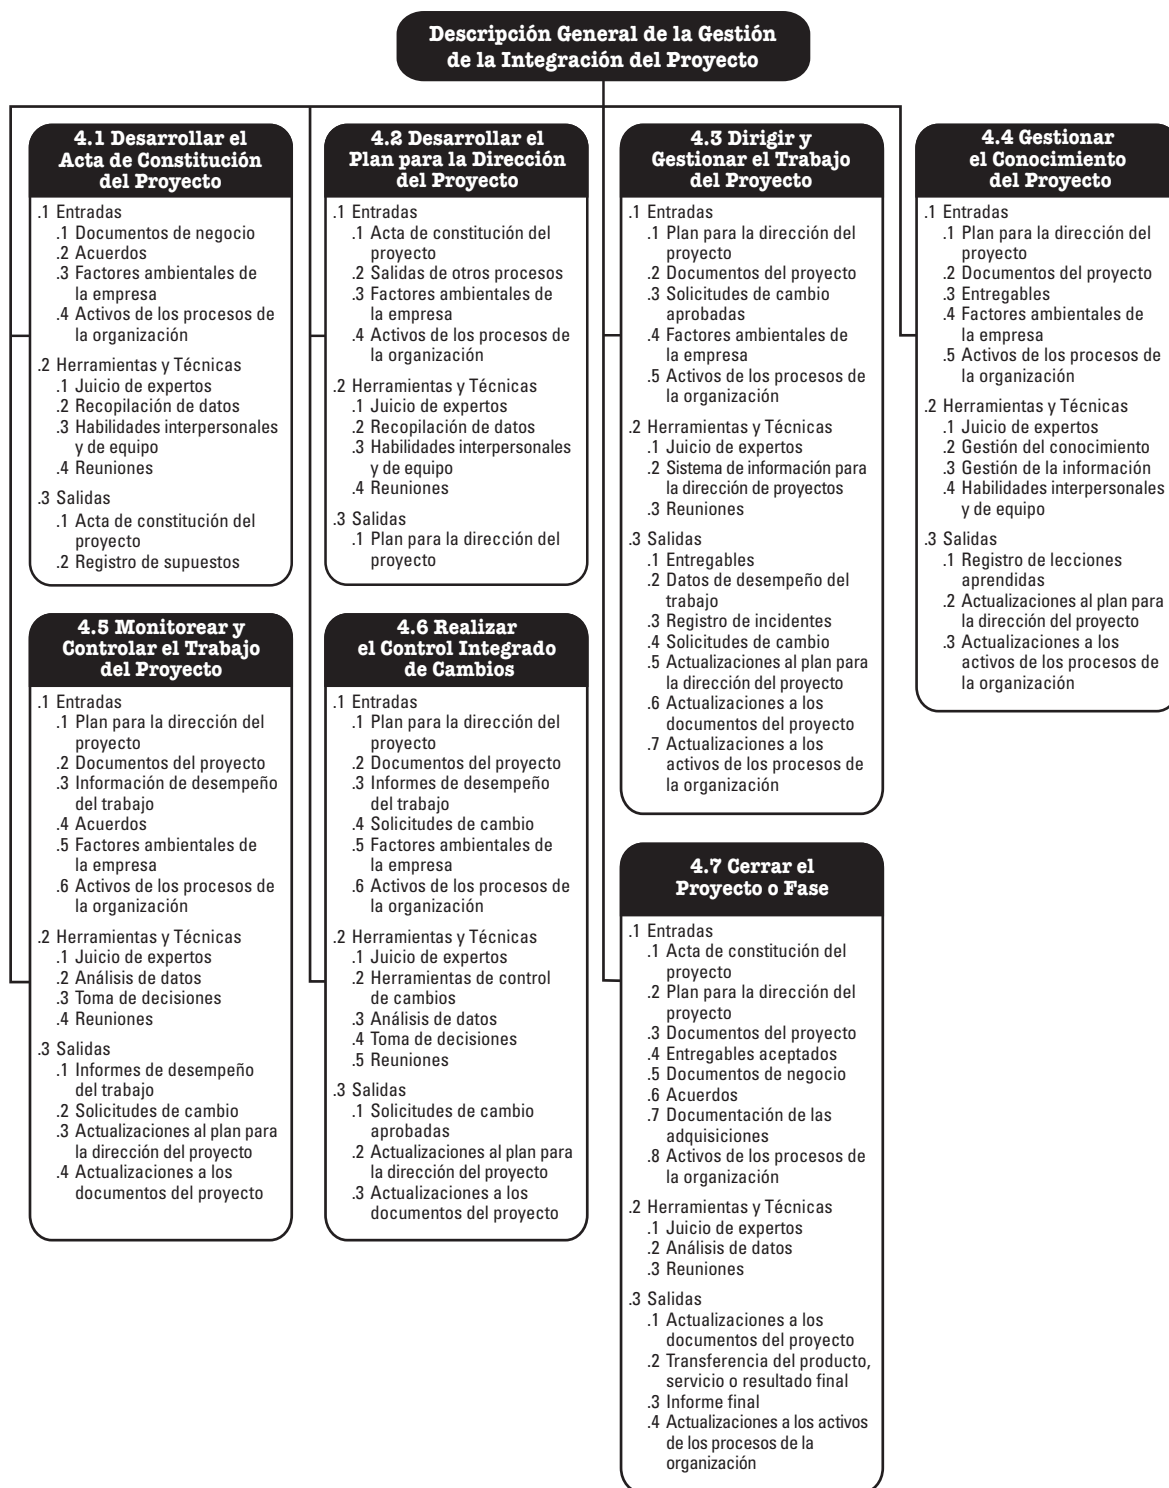 Descripción General de la Gestión
de la Integración del Proyecto
4.1 Desarrollar el
Acta de Constitución
del Proyecto
.1 Entradas
.1 Documentos de negocio
.2 Acuerdos
.3 Factores ambientales de
la empresa
.4 Activos de los procesos de
la organización
.2 Herramientas y Técnicas
.1 Juicio de expertos
.2 Recopilación de datos
.3 Habilidades interpersonales
y de equipo
.4 Reuniones
.3 Salidas
.1 Acta de constitución del
proyecto
.2 Registro de supuestos
4.2 Desarrollar el
Plan para la Dirección
del Proyecto
.1 Entradas
.1 Acta de constitución del
proyecto
.2 Salidas de otros procesos
.3 Factores ambientales de
la empresa
.4 Activos de los procesos de
la organización
.2 Herramientas y Técnicas
.1 Juicio de expertos
.2 Recopilación de datos
.3 Habilidades interpersonales
y de equipo
.4 Reuniones
.3 Salidas
.1 Plan para la dirección del
proyecto
4.3 Dirigir y
Gestionar el Trabajo
del Proyecto
.1 Entradas
.1 Plan para la dirección del
proyecto
.2 Documentos del proyecto
.3 Solicitudes de cambio
aprobadas
.4 Factores ambientales de
la empresa
.5 Activos de los procesos de
la organización
.2 Herramientas y Técnicas
.1 Juicio de expertos
.2 Sistema de información para
la dirección de proyectos
.3 Reuniones
.3 Salidas
.1 Entregables
.2 Datos de desempeño del
trabajo
.3 Registro de incidentes
.4 Solicitudes de cambio
.5 Actualizaciones al plan para
la dirección del proyecto
.6 Actualizaciones a los
documentos del proyecto
.7 Actualizaciones a los
activos de los procesos de
la organización
4.4 Gestionar
el Conocimiento
del Proyecto
.1 Entradas
.1 Plan para la dirección del
proyecto
.2 Documentos del proyecto
.3 Entregables
.4 Factores ambientales de
la empresa
.5 Activos de los procesos de
la organización
.2 Herramientas y Técnicas
.1 Juicio de expertos
.2 Gestión del conocimiento
.3 Gestión de la información
.4 Habilidades interpersonales
y de equipo
.3 Salidas
.1 Registro de lecciones
aprendidas
.2 Actualizaciones al plan para
la dirección del proyecto
.3 Actualizaciones a los
activos de los procesos de
la organización
4.5 Monitorear y
Controlar el Trabajo
del Proyecto
.1 Entradas
.1 Plan para la dirección del
proyecto
.2 Documentos del proyecto
.3 Información de desempeño
del trabajo
.4 Acuerdos
.5 Factores ambientales de
la empresa
.6 Activos de los procesos de
la organización
.2 Herramientas y Técnicas
.1 Juicio de expertos
.2 Análisis de datos
.3 Toma de decisiones
.4 Reuniones
.3 Salidas
.1 Informes de desempeño
del trabajo
.2 Solicitudes de cambio
.3 Actualizaciones al plan para
la dirección del proyecto
.4 Actualizaciones a los
documentos del proyecto
4.6 Realizar
el Control Integrado
de Cambios
.1 Entradas
.1 Plan para la dirección del
proyecto
.2 Documentos del proyecto
.3 Informes de desempeño
del trabajo
.4 Solicitudes de cambio
.5 Factores ambientales de
la empresa
.6 Activos de los procesos de
la organización
.2 Herramientas y Técnicas
.1 Juicio de expertos
.2 Herramientas de control
de cambios
.3 Análisis de datos
.4 Toma de decisiones
.5 Reuniones
.3 Salidas
.1 Solicitudes de cambio
aprobadas
.2 Actualizaciones al plan para
la dirección del proyecto
.3 Actualizaciones a los
documentos del proyecto
4.7 Cerrar el
Proyecto o Fase
.1 Entradas
.1 Acta de constitución del
proyecto
.2 Plan para la dirección del
proyecto
.3 Documentos del proyecto
.4 Entregables aceptados
.5 Documentos de negocio
.6 Acuerdos
.7 Documentación de las
adquisiciones
.8 Activos de los procesos de
la organización
.2 Herramientas y Técnicas
.1 Juicio de expertos
.2 Análisis de datos
.3 Reuniones
.3 Salidas
.1 Actualizaciones a los
documentos del proyecto
.2 Transferencia del producto,
servicio o resultado final
.3 Informe final
.4 Actualizaciones a los activos
de los procesos de la
organización